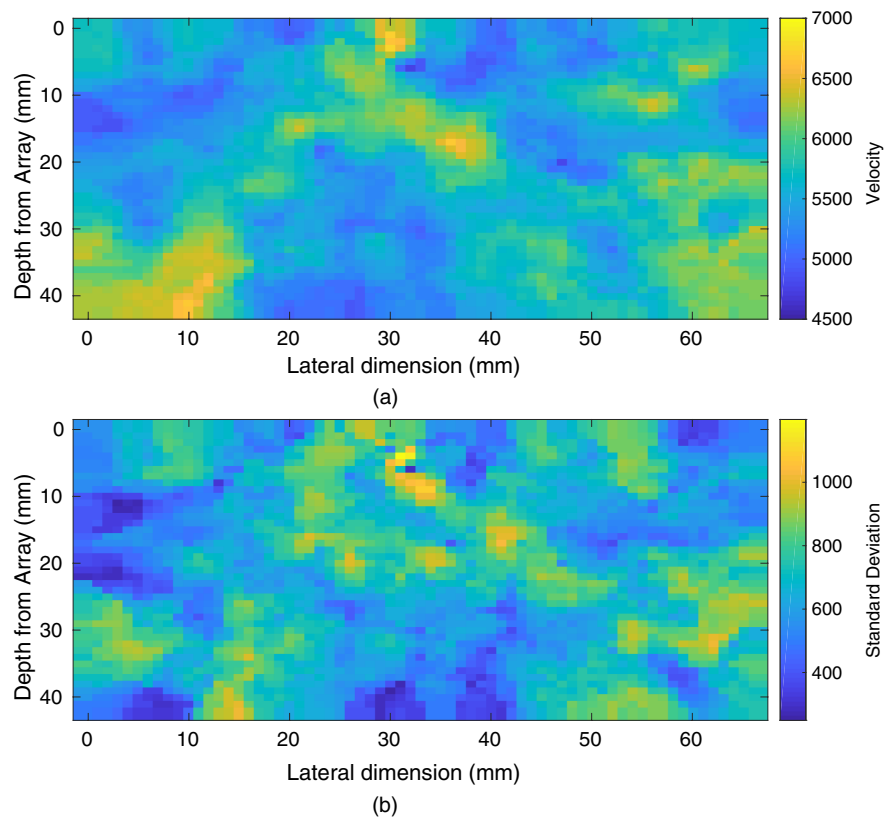 0
10
20
30
40
Depth from Array (mm)
0 10 20 30 40 50 60
Lateral dimension (mm)
7000
6500
6000
5500
5000
4500
Velocity
(a)
0
10
20
30
40
Depth from Array (mm)
0 10 20 30 40 50 60
Lateral dimension (mm)
1000
800
600
400
Standard Deviation
(b)